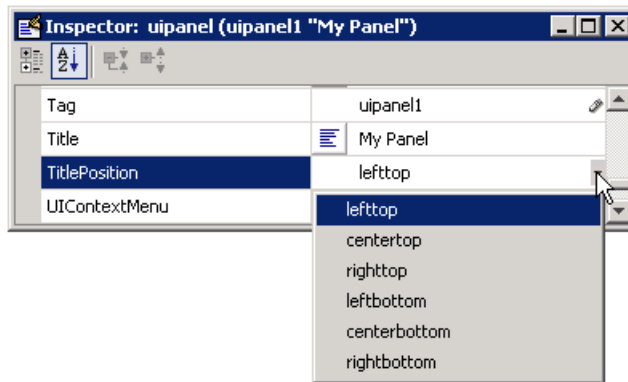 Inspector: uipanel (uipanel1 "My Panel")
A Z
Tag uipanel1
Title My Panel
TitlePosition lefttop
UIContextMenu
lefttop
centertop
righttop
leftbottom
centerbottom
rightbottom